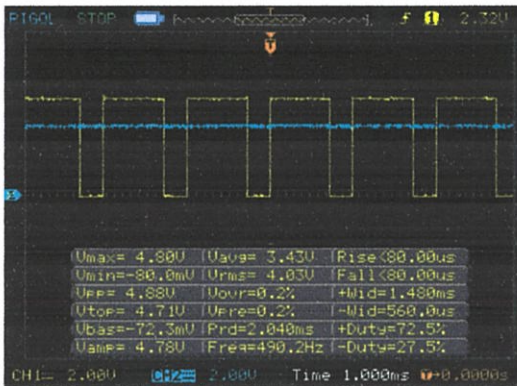 RIGOL STOP f 1 2.32V
T
Vmax= 4.80V Vavg= 3.43V Rise<80.00us
Vmin=-80.0mV Vrms= 4.03V Fall<80.00us
Vpp= 4.88V Vovr=0.2% +Wid=1.480ms
Vtop= 4.71V Vpre=0.2% -Wid=560.0us
Vbas=-72.3mV Prd=2.040ms +Duty=72.5%
Vamp= 4.78V Freq=490.2Hz -Duty=27.5%
CH1 2.00V CH2 2.00V Time 1.000ms T+0.0000s